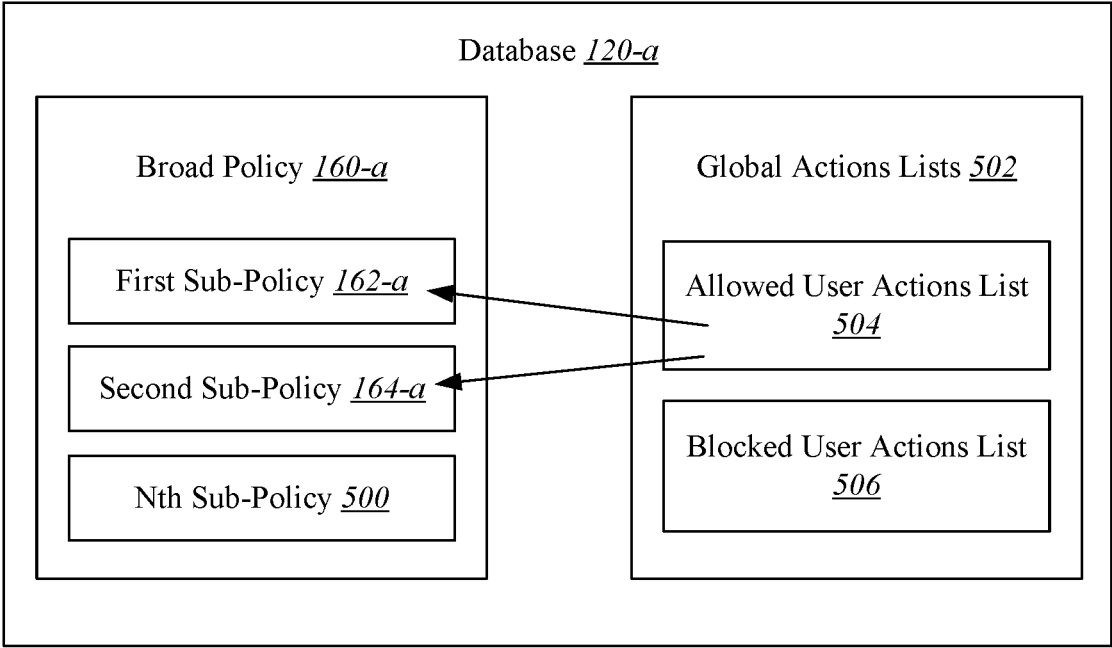 Database 120-a
Broad Policy 160-a
First Sub-Policy 162-a
Second Sub-Policy 164-a
Nth Sub-Policy 500
Global Actions Lists 502
Allowed User Actions List
504
Blocked User Actions List
506